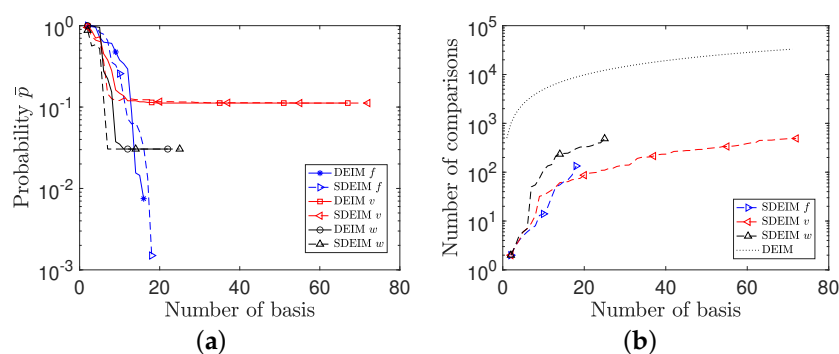 10^0
10^-1
10^-2
10^-3
Probability p̄
0 20 40 60 80
Number of basis
DEIM f
SDEIM f
DEIM v
SDEIM v
DEIM w
SDEIM w
(a)
10^5
10^4
10^3
10^2
10^1
10^0
Number of comparisons
0 20 40 60 80
Number of basis
SDEIM f
SDEIM v
SDEIM w
DEIM
(b)